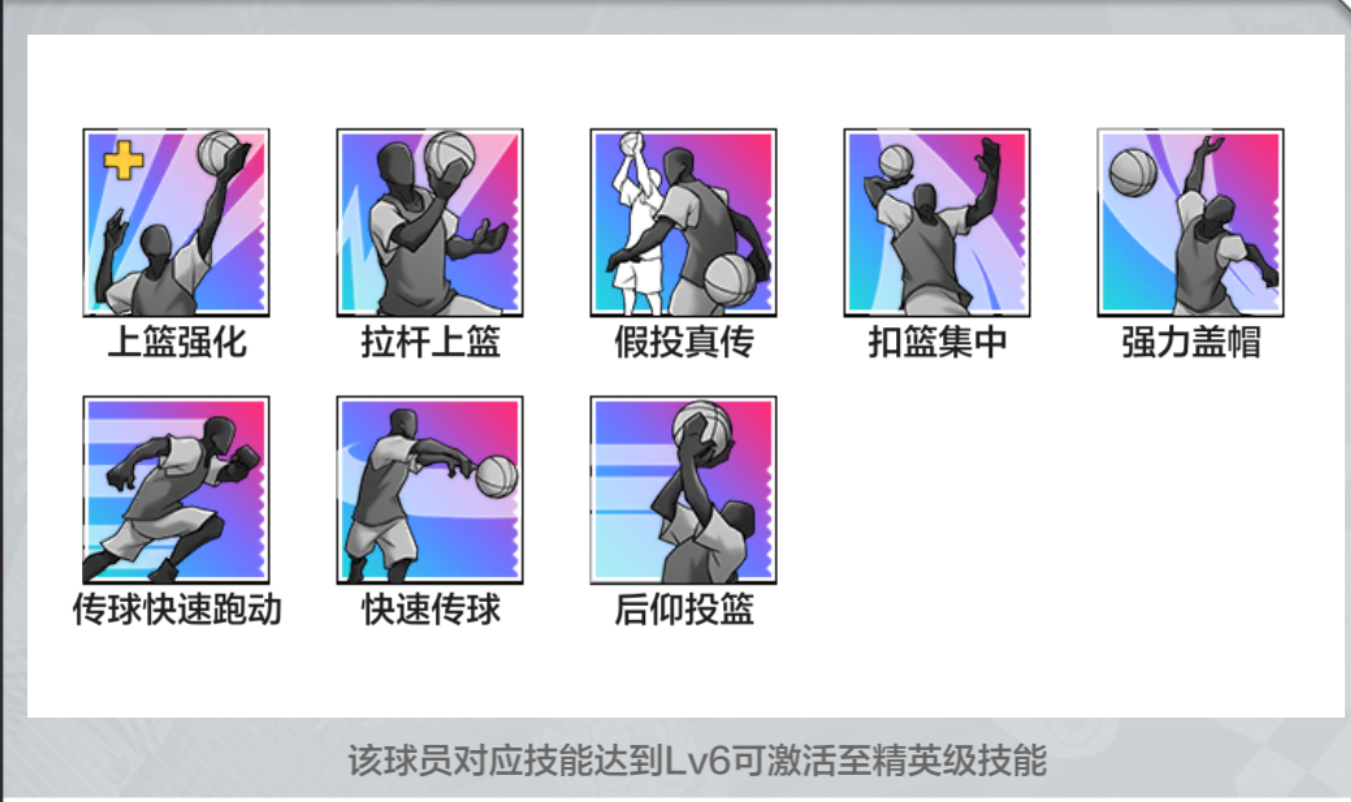 上篮强化
拉杆上篮
假投真传
扣篮集中
强力盖帽
传球快速跑动
快速传球
后仰投篮
该球员对应技能达到Lv6可激活至精英级技能